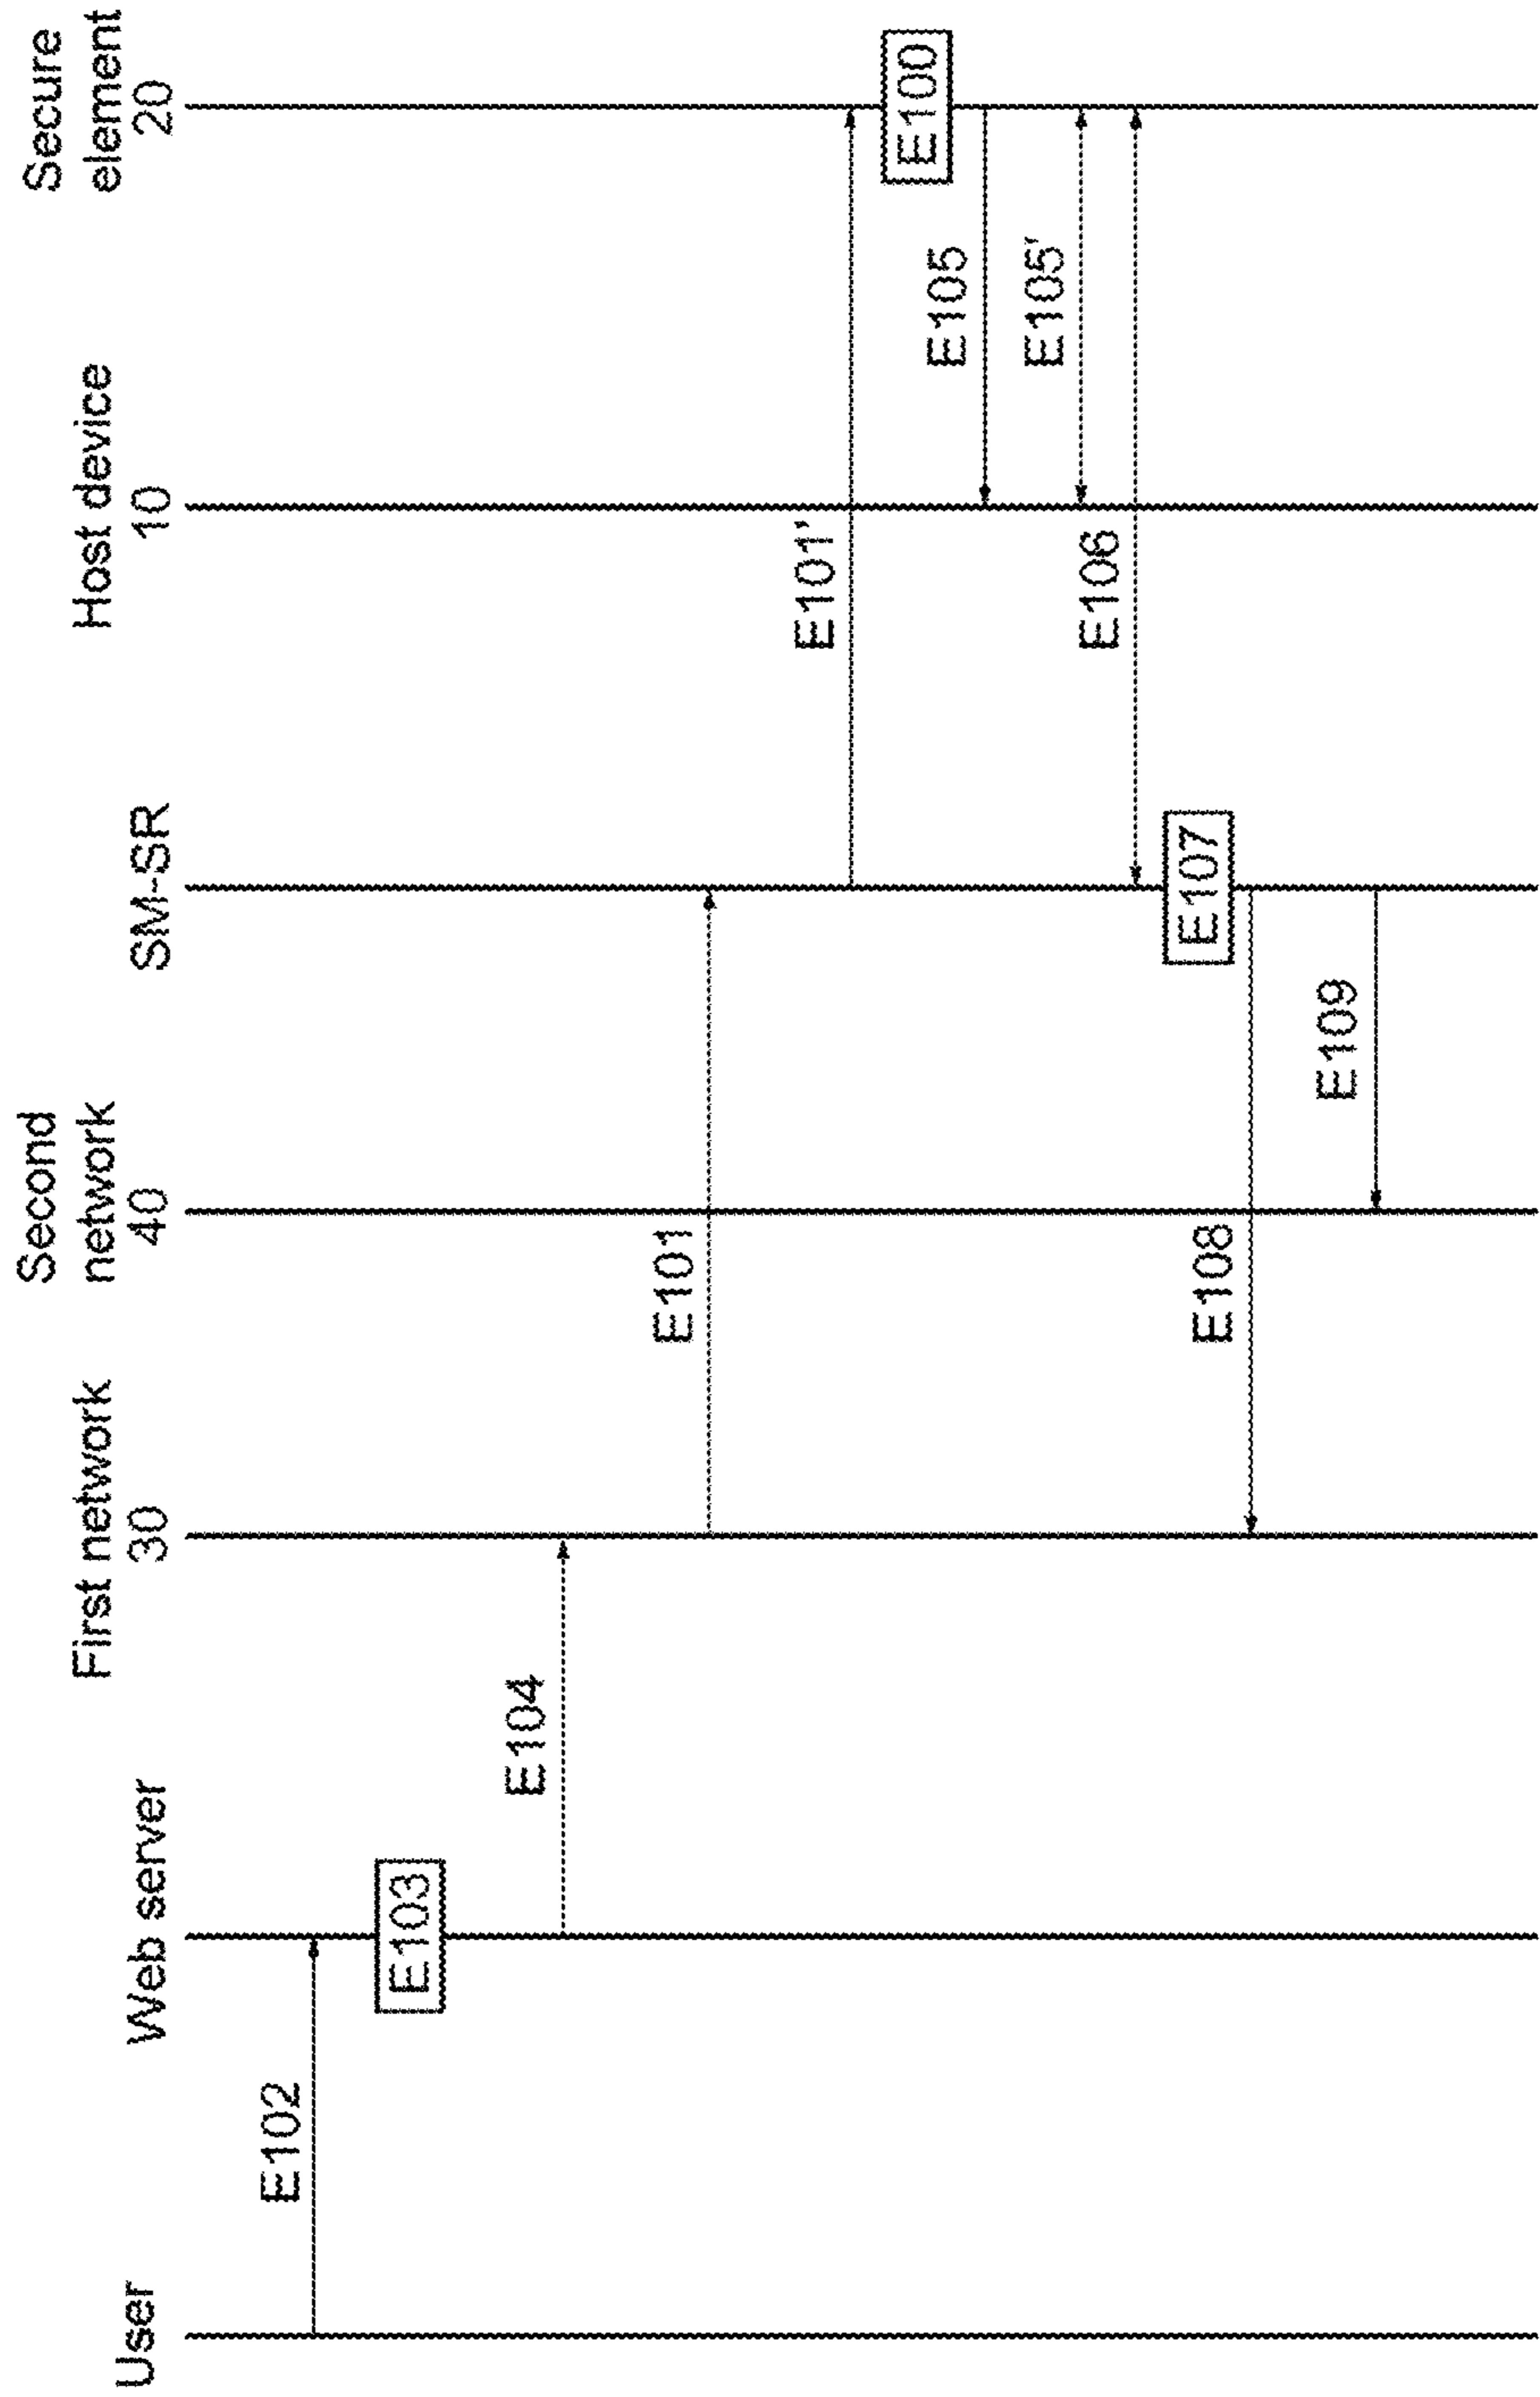 User
Web server
First network
30
Second
network
40
SM-SR
Host device
10
Secure
element
20
E102
E103
E104
E101
E101'
E100
E105
E105'
E106
E107
E108
E109